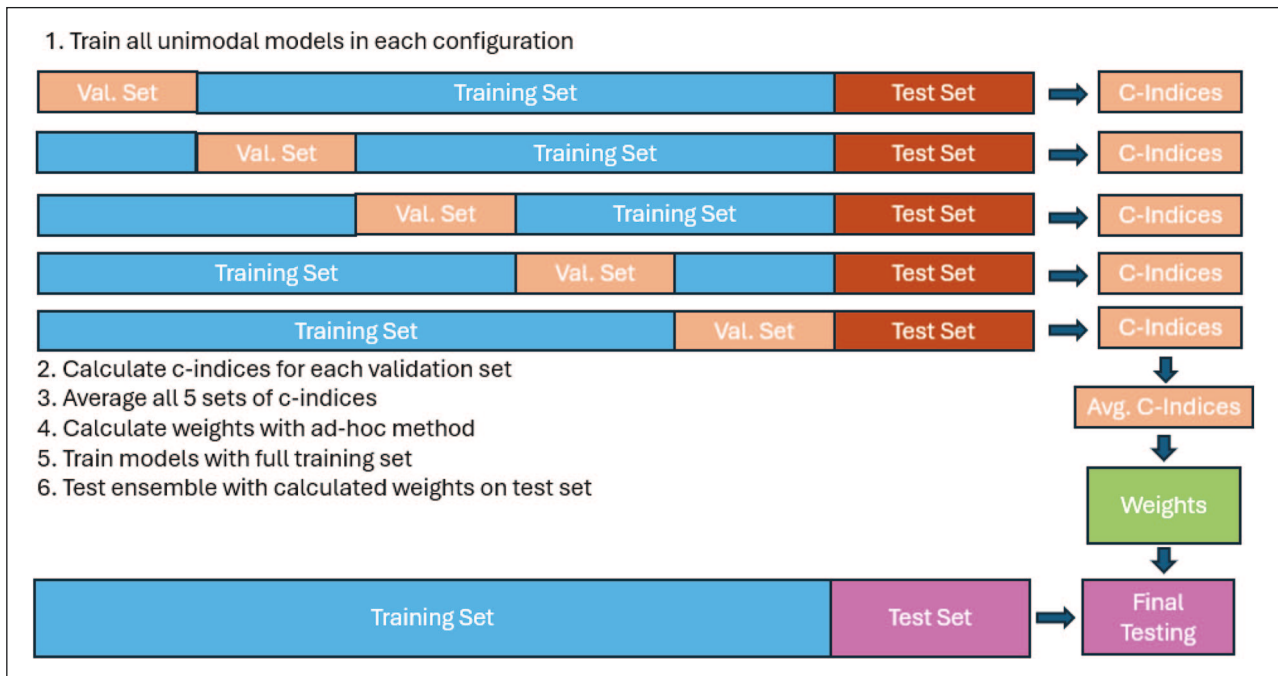 1. Train all unimodal models in each configuration
Val. Set Training Set Test Set C-Indices
Val. Set Training Set Test Set C-Indices
Val. Set Training Set Test Set C-Indices
Training Set Val. Set Test Set C-Indices
Training Set Val. Set Test Set C-Indices
2. Calculate c-indices for each validation set
3. Average all 5 sets of c-indices
4. Calculate weights with ad-hoc method
5. Train models with full training set
6. Test ensemble with calculated weights on test set
Avg. C-Indices
Weights
Training Set Test Set
Final
Testing